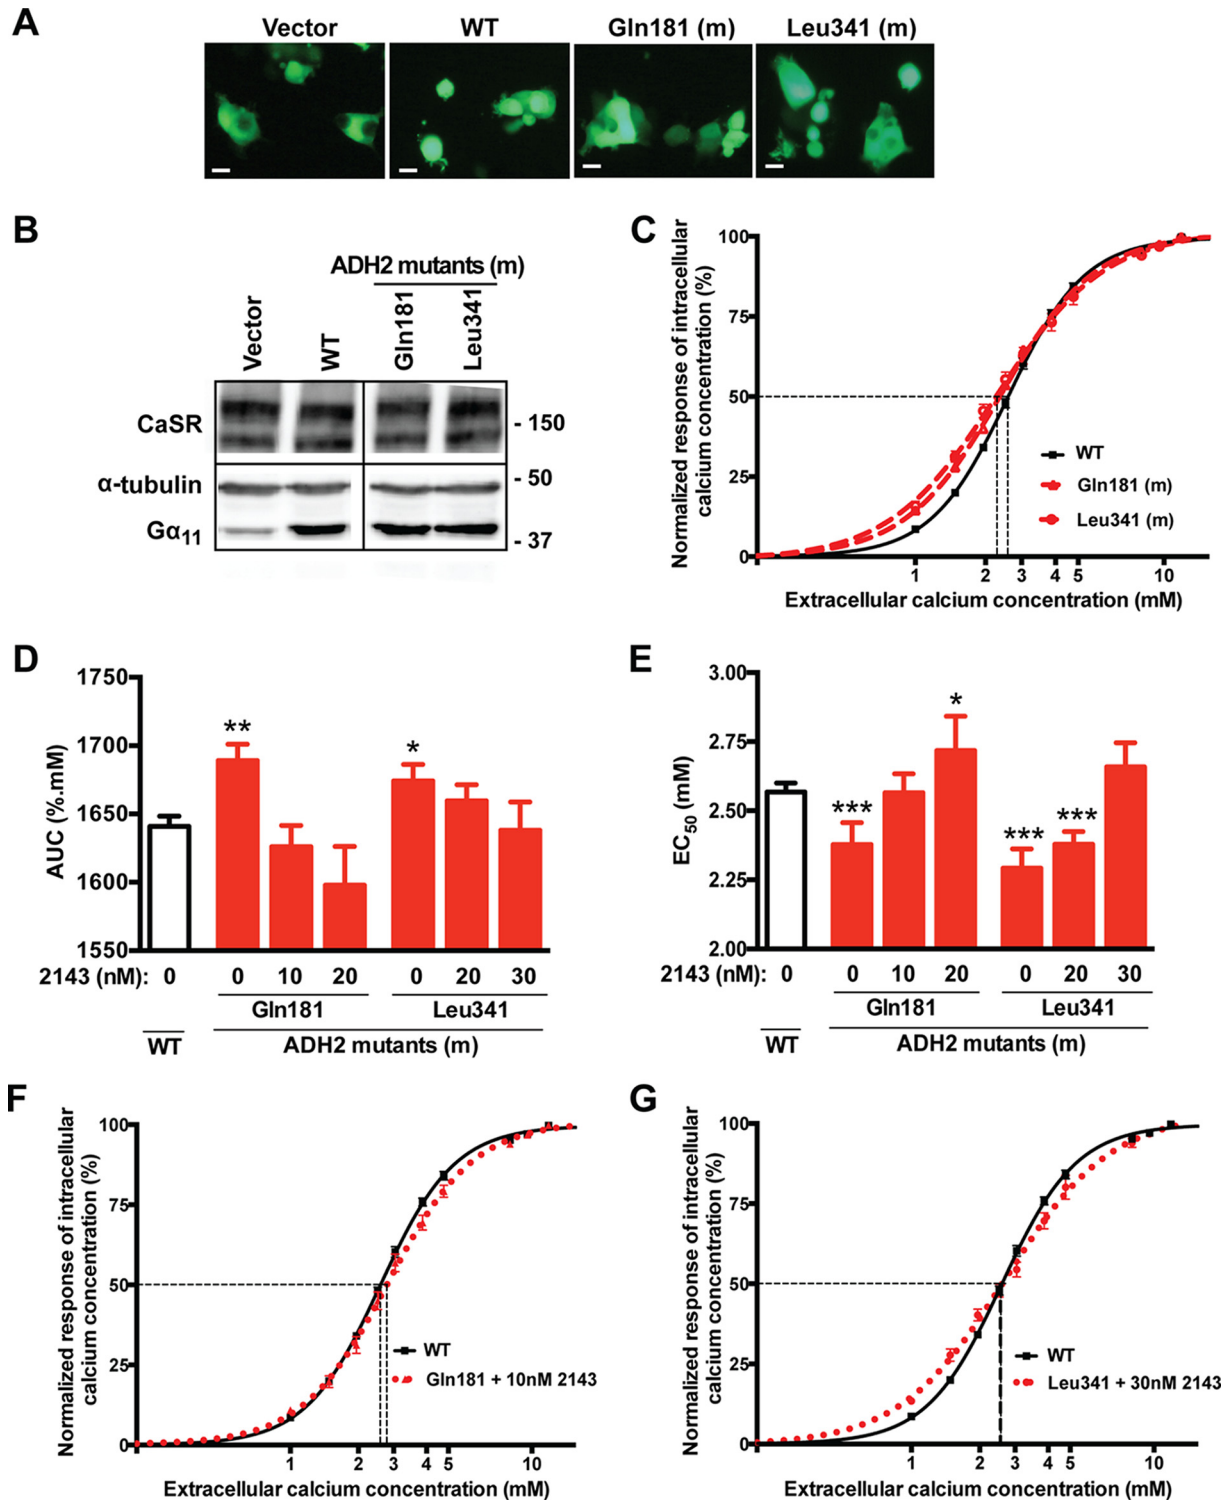 A
Vector WT Gln181 (m) Leu341 (m)
B
ADH2 mutants (m)
Vector WT Gln181 Leu341
CaSR - 150
α-tubulin - 50
Gα11 - 37
C
Normalized response of intracellular
calcium concentration (%)
100
75
50
25
0
WT
Gln181 (m)
Leu341 (m)
1 2 3 4 5 10
Extracellular calcium concentration (mM)
D
AUC (%.mM)
1750
1700
1650
1600
1550
** *
2143 (nM): 0 0 10 20 0 20 30
Gln181 Leu341
WT ADH2 mutants (m)
E
EC50 (mM)
3.00
2.75
2.50
2.25
2.00
*** * *** ***
2143 (nM): 0 0 10 20 0 20 30
Gln181 Leu341
WT ADH2 mutants (m)
F
Normalized response of intracellular
calcium concentration (%)
100
75
50
25
0
WT
Gln181 + 10nM 2143
1 2 3 4 5 10
Extracellular calcium concentration (mM)
G
Normalized response of intracellular
calcium concentration (%)
100
75
50
25
0
WT
Leu341 + 30nM 2143
1 2 3 4 5 10
Extracellular calcium concentration (mM)